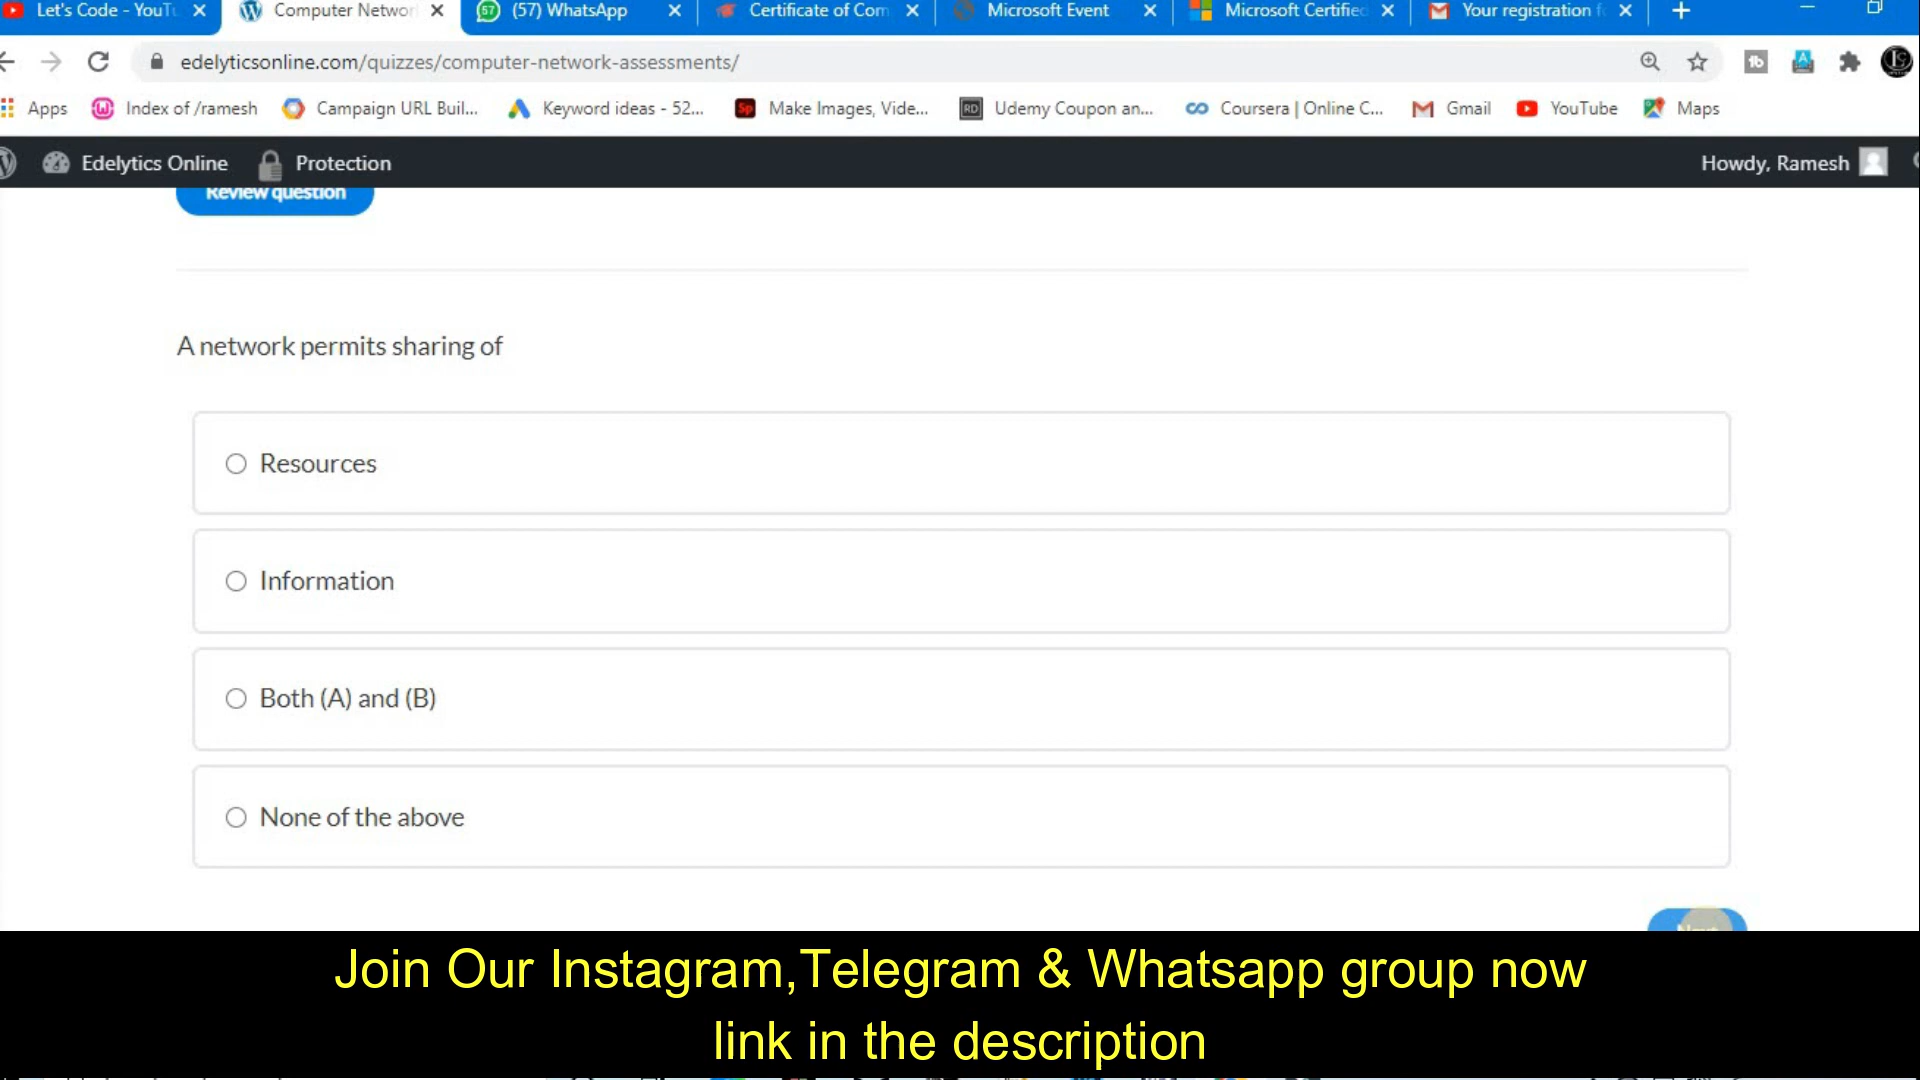 Let's Code - YouTu
Computer Networ
(57) WhatsApp
Certificate of Com
Microsoft Event
Microsoft Certified
Your registration f
edelyticsonline.com/quizzes/computer-network-assessments/
Apps
Index of /ramesh
Campaign URL Buil...
Keyword ideas - 52...
Make Images, Vide...
Udemy Coupon an...
Coursera | Online C...
Gmail
YouTube
Maps
Edelytics Online
Protection
Howdy, Ramesh
Review question
A network permits sharing of
Resources
Information
Both (A) and (B)
None of the above
Join Our Instagram,Telegram & Whatsapp group now
link in the description